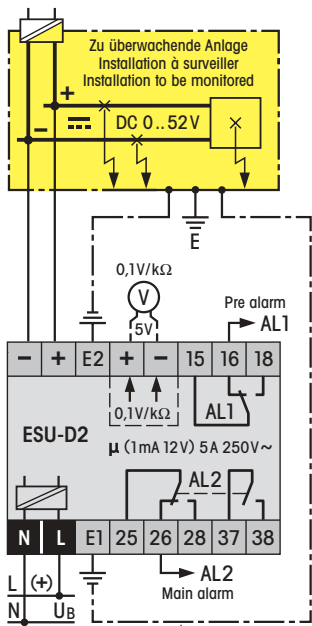 Zu überwachende Anlage
Installation à surveiller
Installation to be monitored
+
− DC 0..52V
E
0,1V/kΩ
V
5V
Pre alarm
AL1
− + E2 + − 15 16 18
0,1V/kΩ AL1
ESU-D2
µ (1mA 12V) 5A 250V~
AL2
N L E1 25 26 28 37 38
L (+)
N UB
AL2
Main alarm